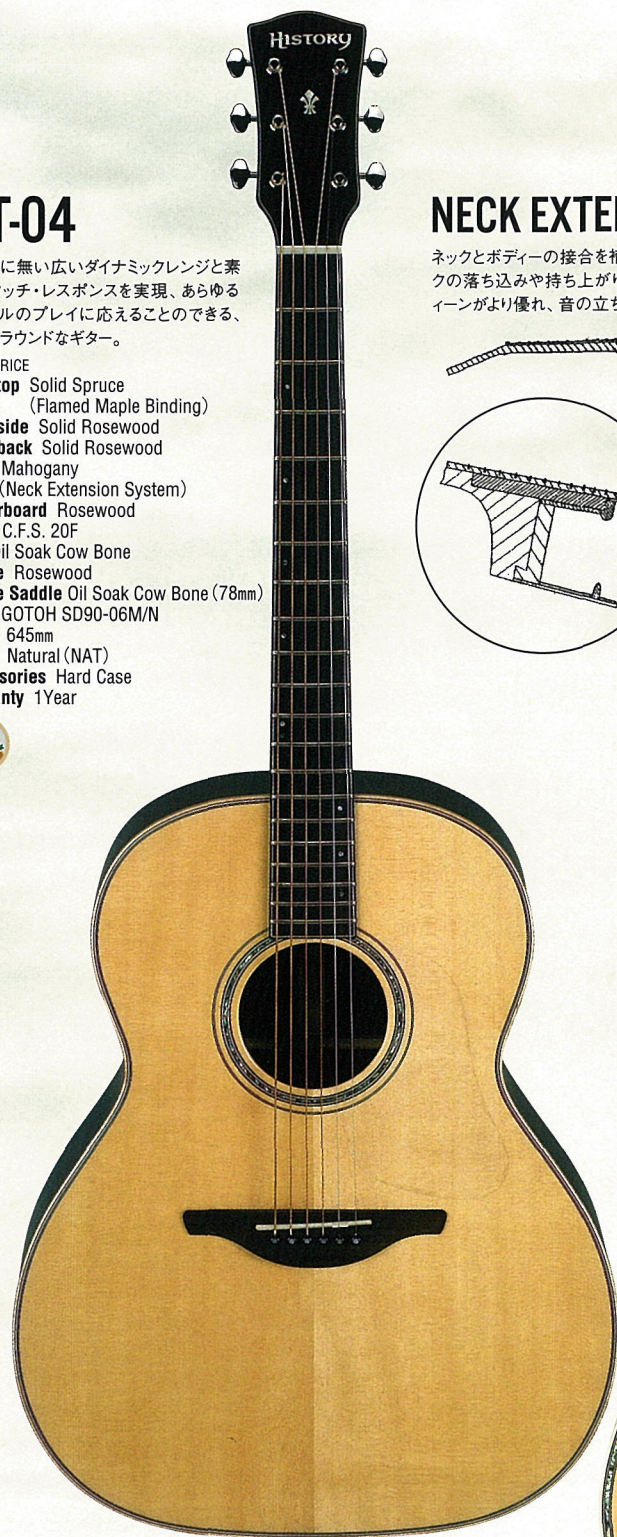 HISTORY
T-04
に無い広いダイナミックレンジと素
ッチ・レスポンスを実現、あらゆる
ルのプレイに応えることのできる、
ラウンドなギター。
RICE
top Solid Spruce
(Flamed Maple Binding)
side Solid Rosewood
back Solid Rosewood
Mahogany
(Neck Extension System)
rboard Rosewood
C.F.S. 20F
il Soak Cow Bone
e Rosewood
e Saddle Oil Soak Cow Bone (78mm)
GOTOH SD90-06M/N
645mm
Natural (NAT)
sories Hard Case
nty 1Year
NECK EXTE
ネックとボディーの接合を
クの落ち込みや持ち上がり
ィーンがより優れ、音の立ち